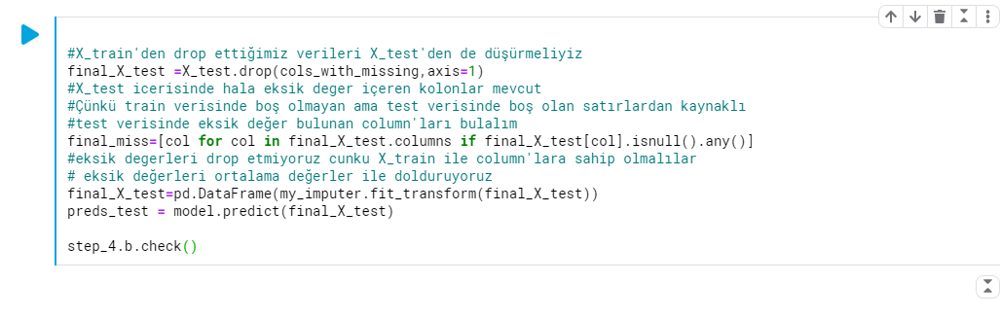 #X_train'den drop ettiğimiz verileri X_test'den de düşürmeliyiz
final_X_test =X_test.drop(cols_with_missing,axis=1)
#X_test icerisinde hala eksik deger içeren kolonlar mevcut
#Çünkü train verisinde boş olmayan ama test verisinde boş olan satırlardan kaynaklı
#test verisinde eksik değer bulunan column'ları bulalım
final_miss=[col for col in final_X_test.columns if final_X_test[col].isnull().any()]
#eksik degerleri drop etmiyoruz cunku X_train ile column'lara sahip olmalılar
# eksik değerleri ortalama değerler ile dolduruyoruz
final_X_test=pd.DataFrame(my_imputer.fit_transform(final_X_test))
preds_test = model.predict(final_X_test)
step_4.b.check()